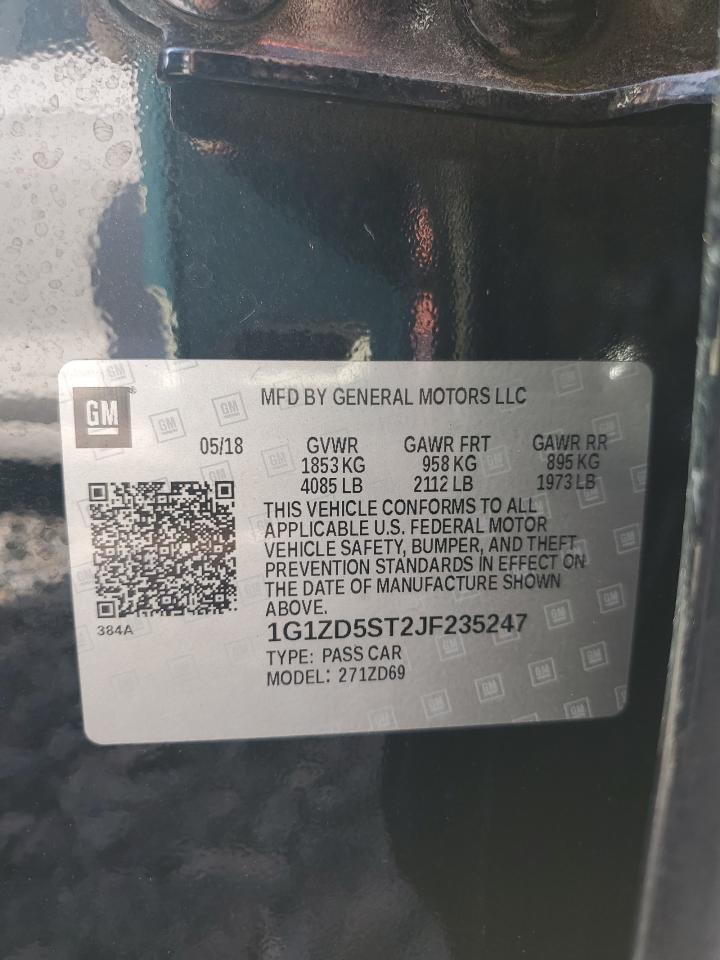 GM
MFD BY GENERAL MOTORS LLC
05/18 GVWR GAWR FRT GAWR RR
1853 KG 958 KG 895 KG
4085 LB 2112 LB 1973 LB
THIS VEHICLE CONFORMS TO ALL
APPLICABLE U.S. FEDERAL MOTOR
VEHICLE SAFETY, BUMPER, AND THEFT
PREVENTION STANDARDS IN EFFECT ON
THE DATE OF MANUFACTURE SHOWN
ABOVE.
384A
1G1ZD5ST2JF235247
TYPE: PASS CAR
MODEL: 271ZD69